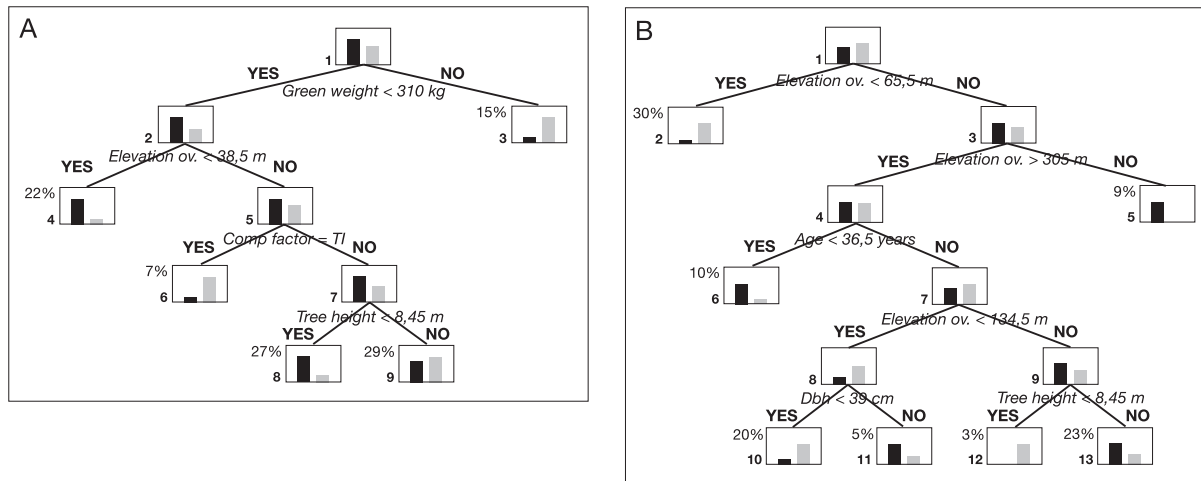 A
1
YES
NO
Green weight < 310 kg
2
15%
3
YES
Elevation ov. < 38,5 m
NO
22%
4
5
YES
Comp factor = TI
NO
7%
6
7
YES
Tree height < 8,45 m
NO
27%
8
29%
9
B
1
YES
Elevation ov. < 65,5 m
NO
30%
2
3
YES
Elevation ov. > 305 m
NO
4
9%
5
YES
Age < 36,5 years
NO
10%
6
7
YES
Elevation ov. < 134,5 m
NO
8
9
YES
Dbh < 39 cm
NO
YES
Tree height < 8,45 m
NO
20%
10
5%
11
3%
12
23%
13